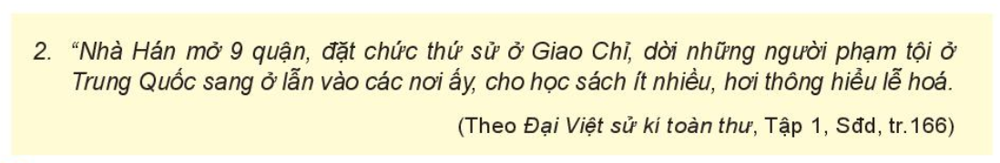 2. “Nhà Hán mở 9 quận, đặt chức thứ sử ở Giao Chỉ, dời những người phạm tội ở
Trung Quốc sang ở lẫn vào các nơi ấy, cho học sách ít nhiều, hơi thông hiểu lễ hoá.
(Theo Đại Việt sử kí toàn thư, Tập 1, Sđd, tr.166)